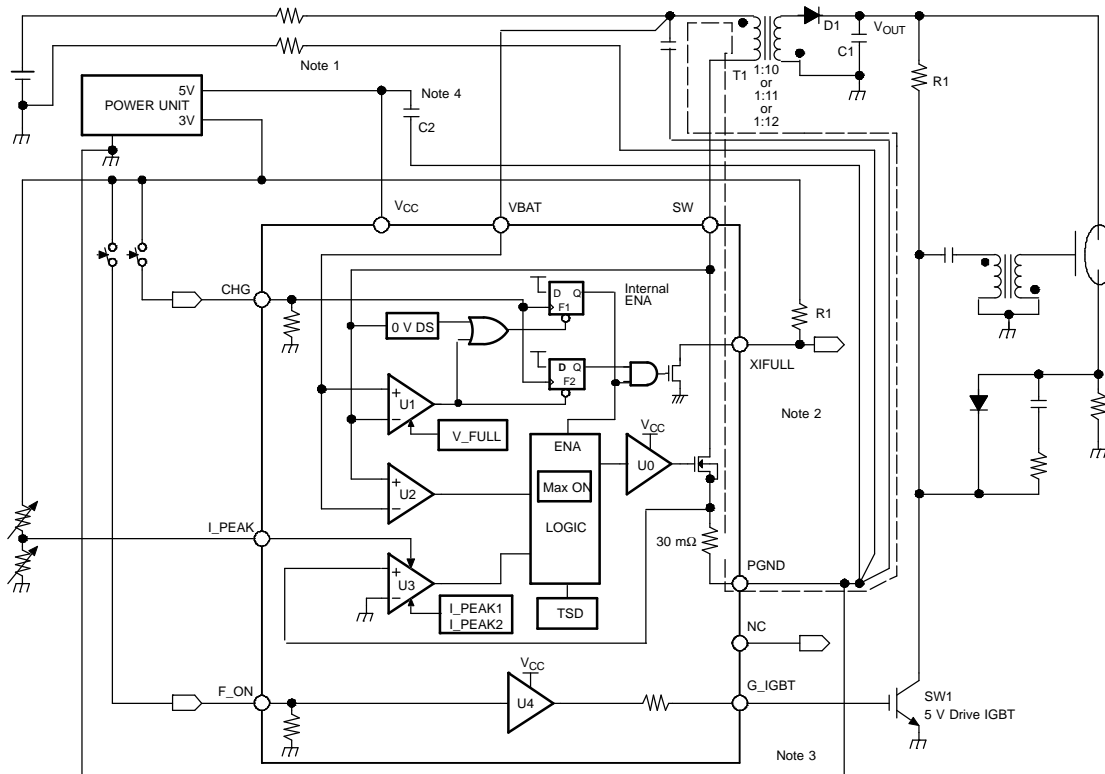 D1
VOUT
C1
R1
Note 1
T1
1:10
or
1:11
or
1:12
5V
POWER UNIT
3V
Note 4
C2
VCC
VBAT
SW
CHG
D
Q
F1
Internal
ENA
0 V DS
R1
XIFULL
D
Q
F2
+
U1
−
V_FULL
Note 2
ENA
VCC
U0
Max ON
LOGIC
+
U2
−
I_PEAK
30 mΩ
PGND
+
U3
−
I_PEAK1
I_PEAK2
TSD
NC
VCC
F_ON
U4
G_IGBT
SW1
5 V Drive IGBT
Note 3